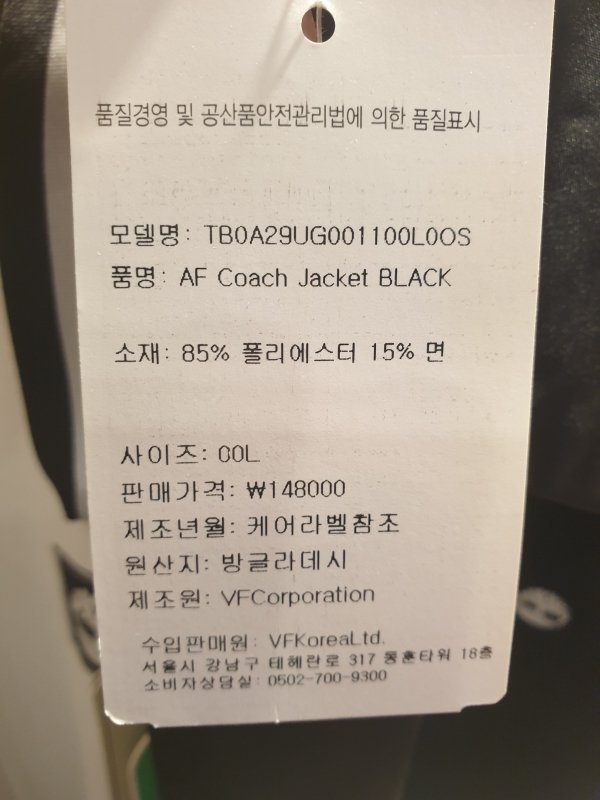 품질경영 및 공산품안전관리법에 의한 품질표시
모델명: TB0A29UG001100L0OS
품명: AF Coach Jacket BLACK
소재: 85% 폴리에스터 15% 면
사이즈: 00L
판매가격: ₩148000
제조년월: 케어라벨참조
원산지: 방글라데시
제조원: VFCorporation
수입판매원: VFKoreaLtd.
서울시 강남구 테헤란로 317 동훈타워 18층
소비자상담실: 0502-700-9300